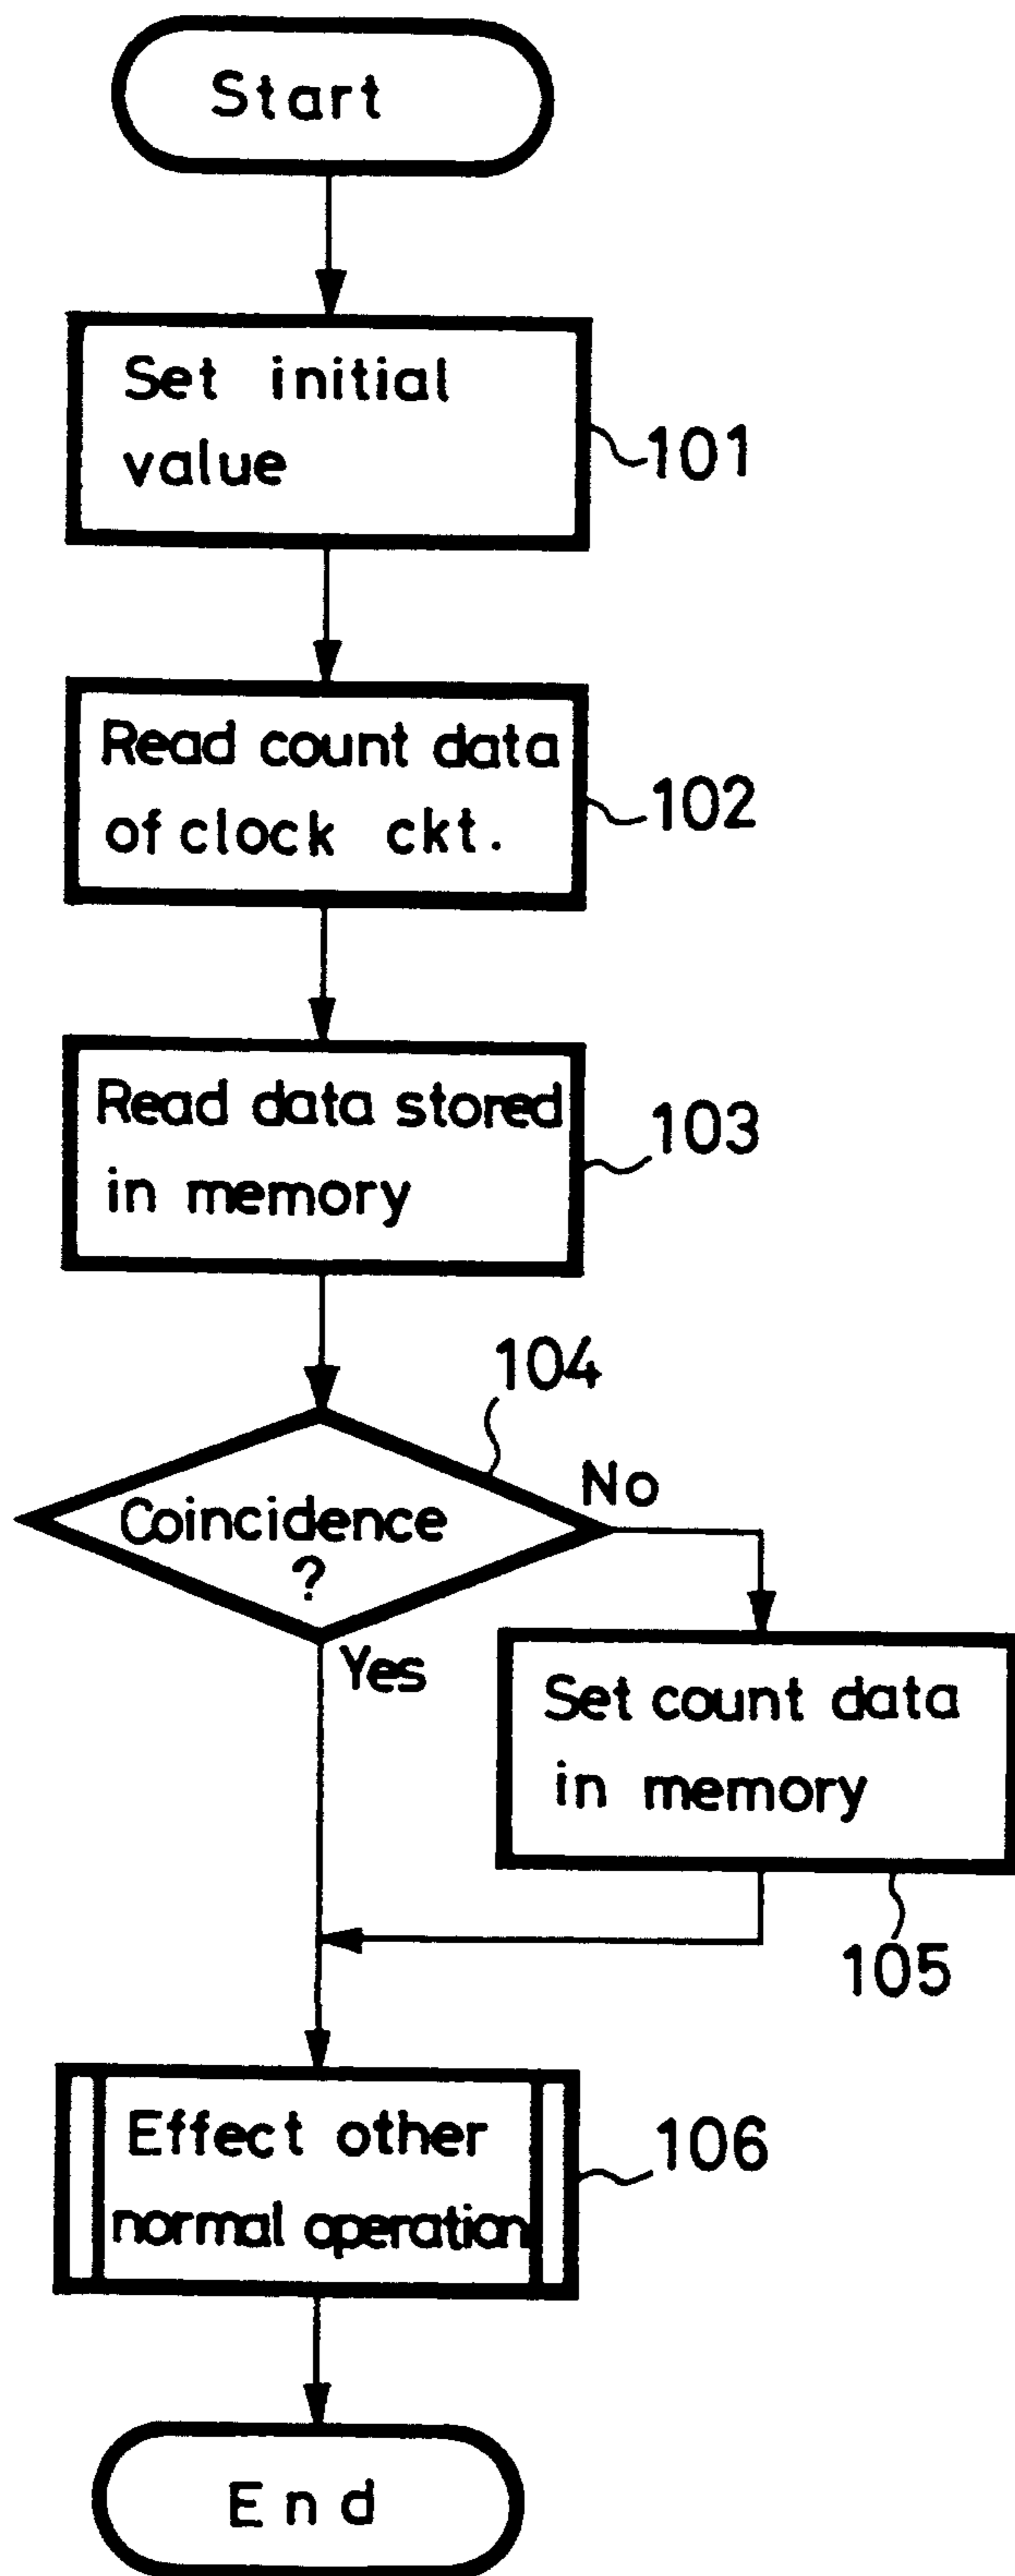 Start
Set initial
value
101
Read count data
of clock ckt.
102
Read data stored
in memory
103
104
Coincidence
?
No
Yes
Set count data
in memory
105
Effect other
normal operation
106
End